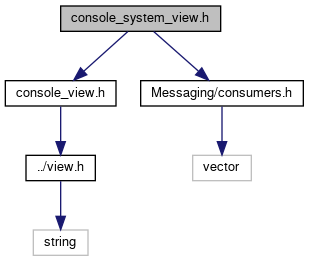 console_system_view.h
console_view.h
Messaging/consumers.h
../view.h
vector
string